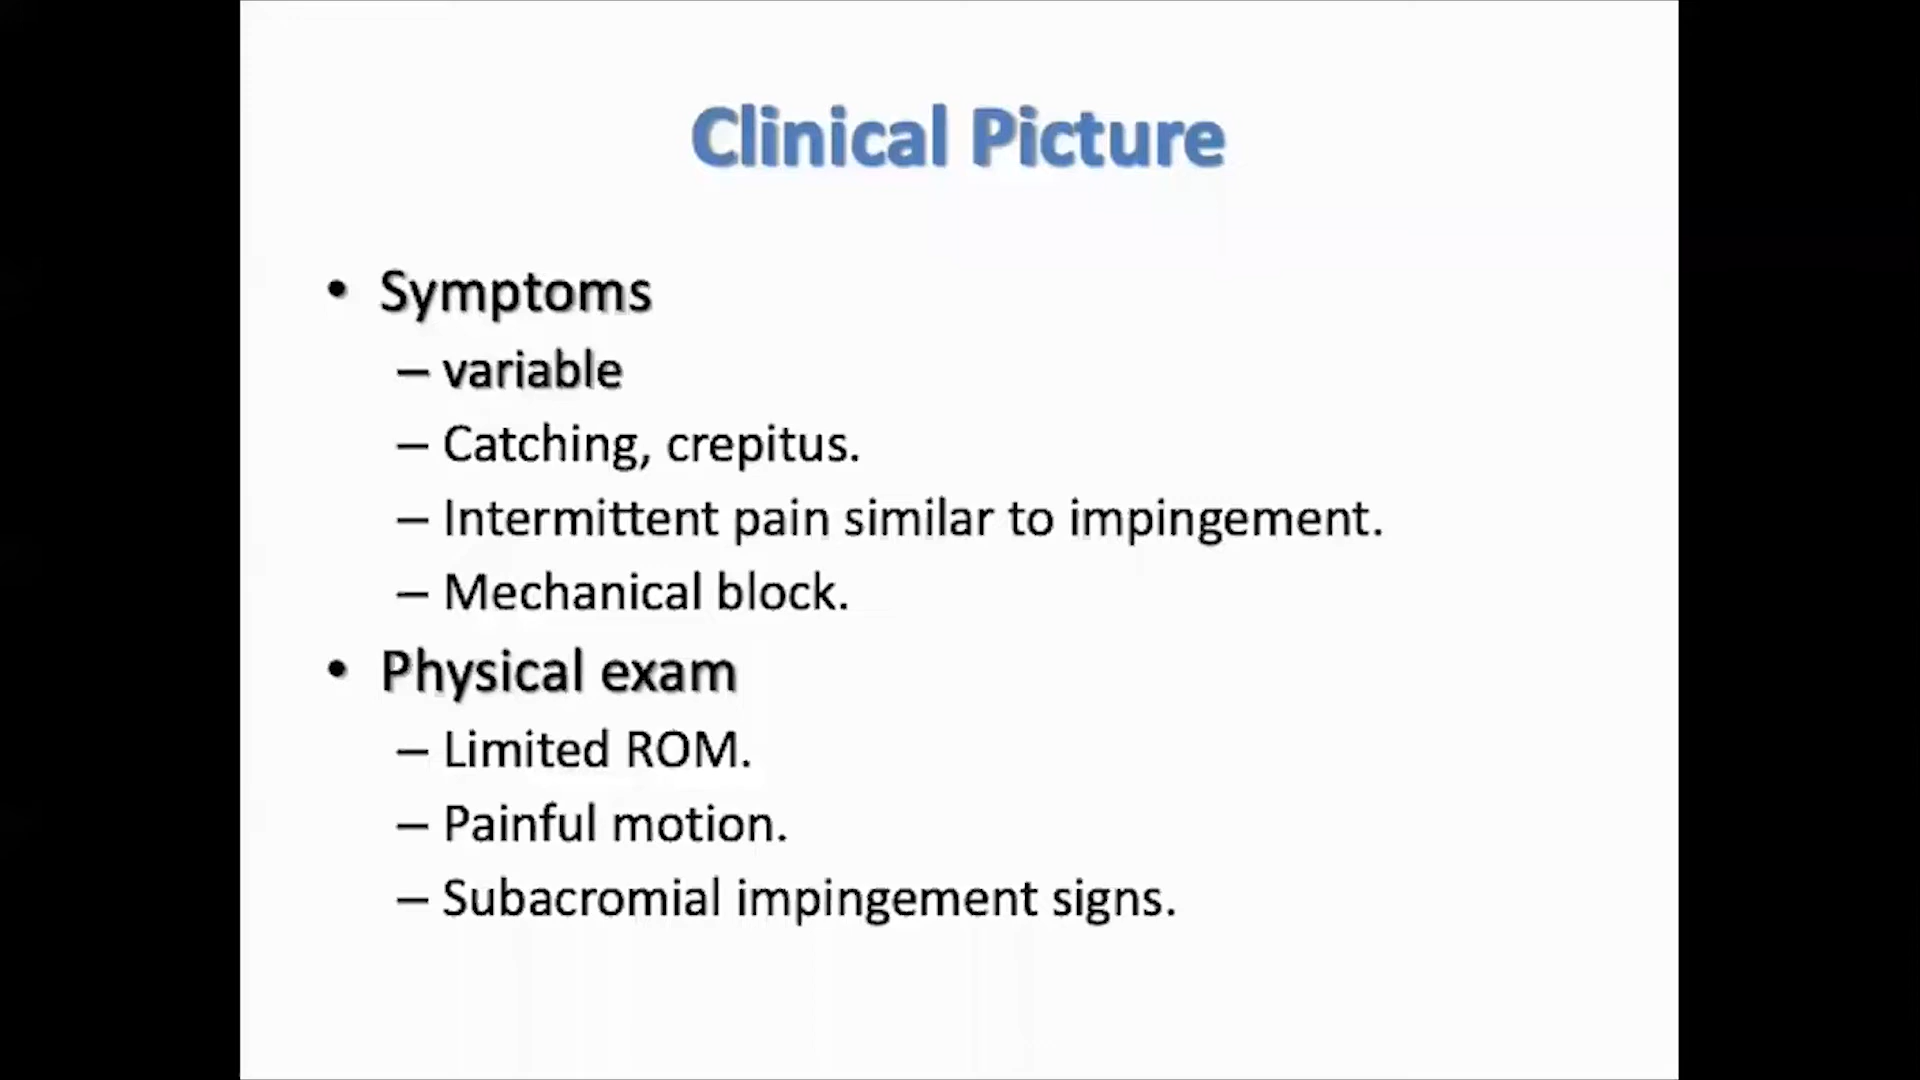 Clinical Picture
• Symptoms
– variable
– Catching, crepitus.
– Intermittent pain similar to impingement.
– Mechanical block.
• Physical exam
– Limited ROM.
– Painful motion.
– Subacromial impingement signs.